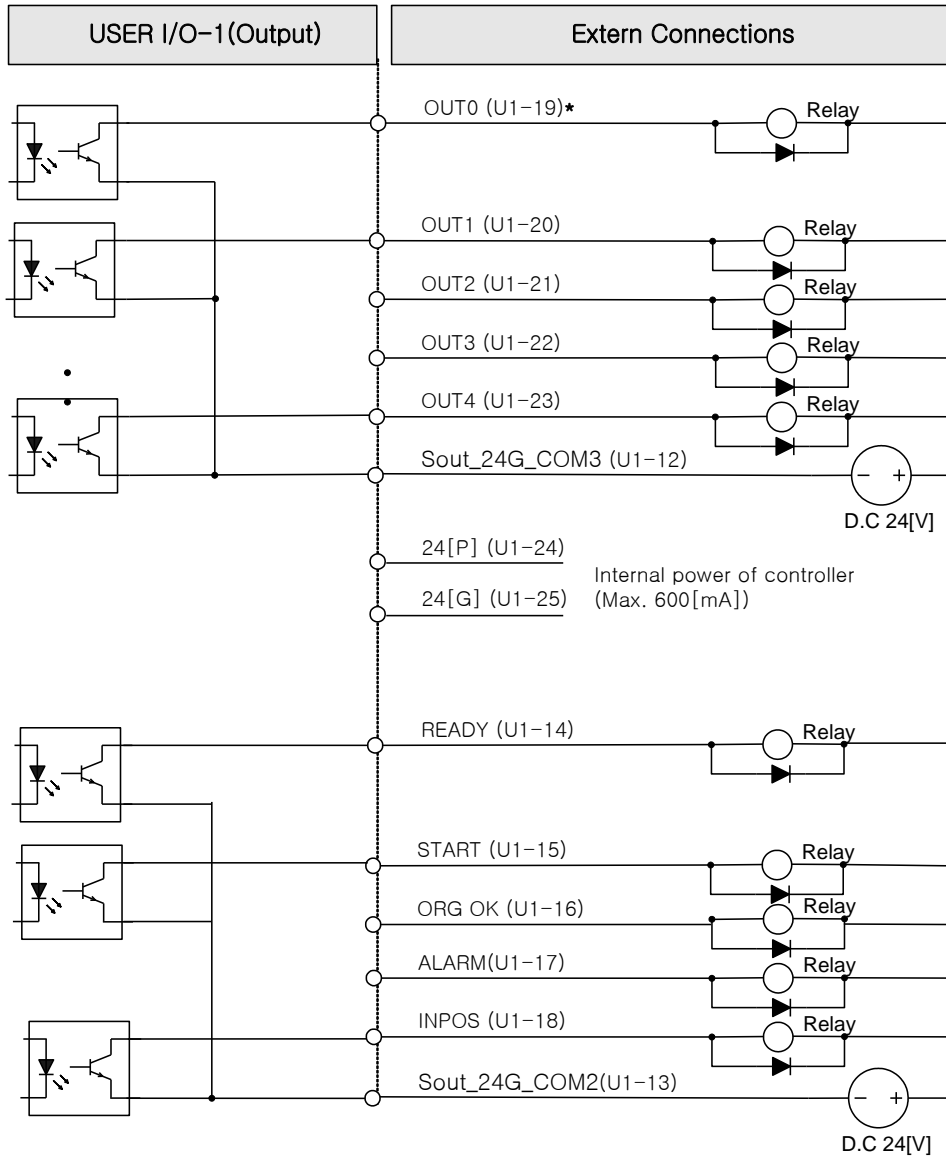 USER I/O-1(Output)
Extern Connections
OUT0 (U1-19)*
Relay
OUT1 (U1-20)
Relay
OUT2 (U1-21)
Relay
OUT3 (U1-22)
Relay
OUT4 (U1-23)
Relay
Sout_24G_COM3 (U1-12)
- +
D.C 24[V]
24[P] (U1-24)
24[G] (U1-25)
Internal power of controller
(Max. 600[mA])
READY (U1-14)
Relay
START (U1-15)
Relay
ORG OK (U1-16)
Relay
ALARM(U1-17)
Relay
INPOS (U1-18)
Relay
Sout_24G_COM2(U1-13)
- +
D.C 24[V]